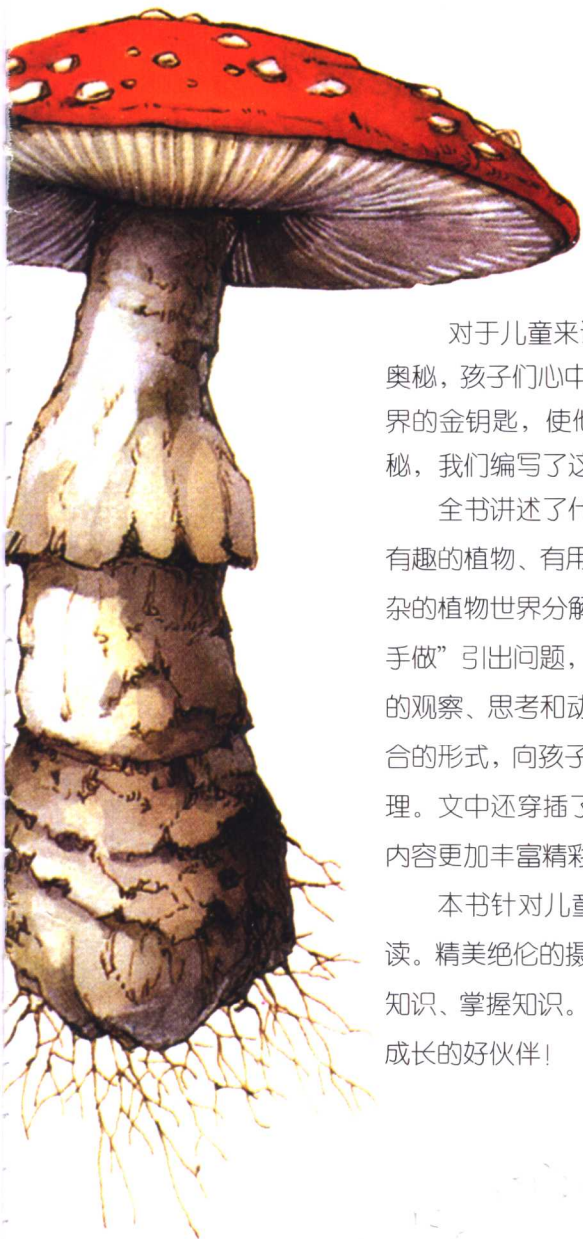 对于儿童来
奥秘，孩子们心中
界的金钥匙，使他
秘，我们编写了这
全书讲述了什
有趣的植物、有用
杂的植物世界分解
手做”引出问题，
的观察、思考和动
合的形式，向孩子
理。文中还穿插了
内容更加丰富精彩
本书针对儿童
读。精美绝伦的摄
知识、掌握知识。
成长的好伙伴！